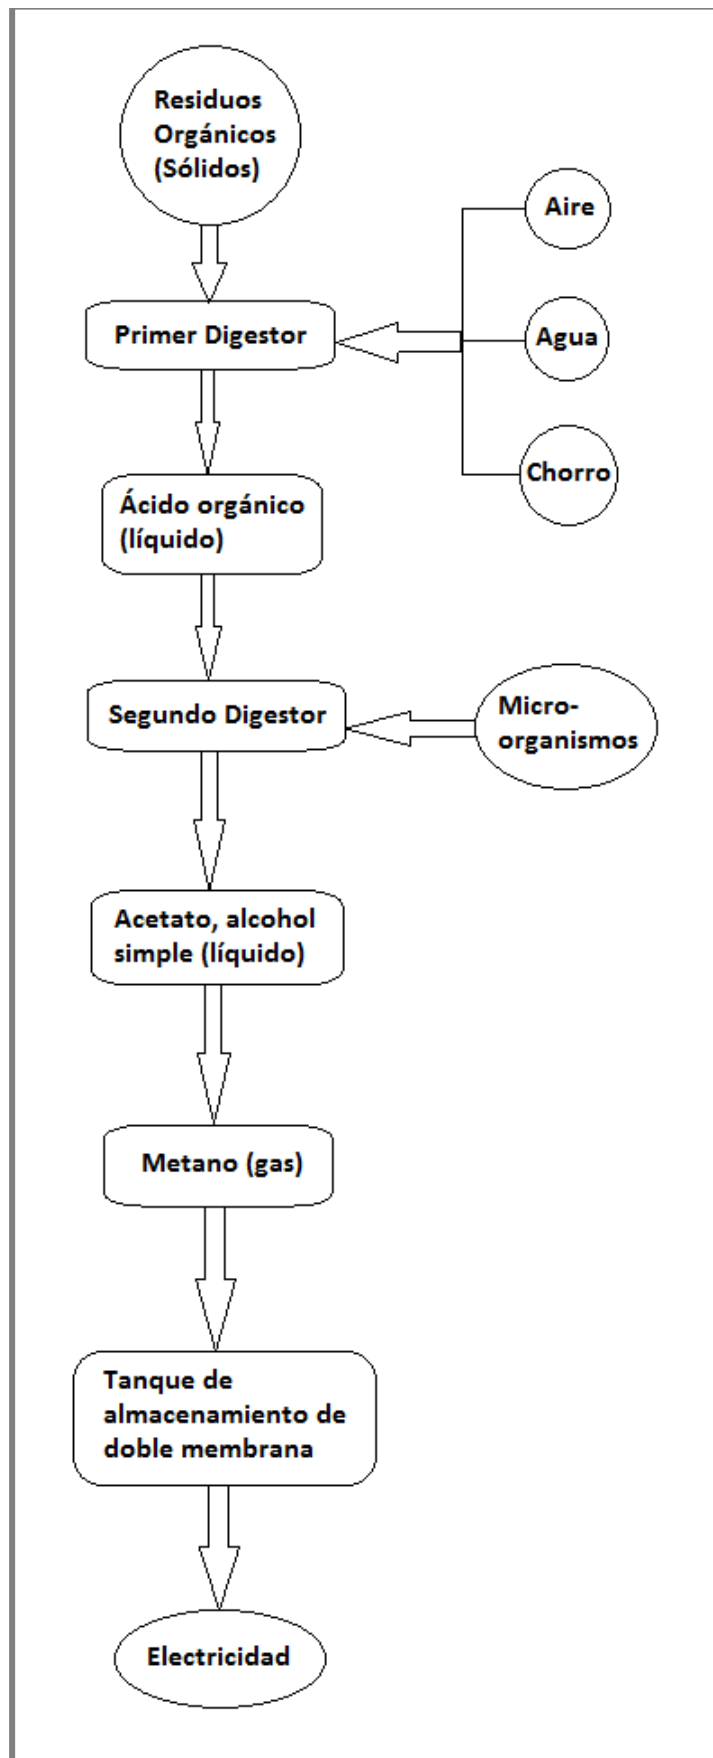 Residuos
Orgánicos
(Sólidos)
Aire
Primer Digestor
Agua
Chorro
Ácido orgánico
(líquido)
Segundo Digestor
Micro-
organismos
Acetato, alcohol
simple (líquido)
Metano (gas)
Tanque de
almacenamiento de
doble membrana
Electricidad